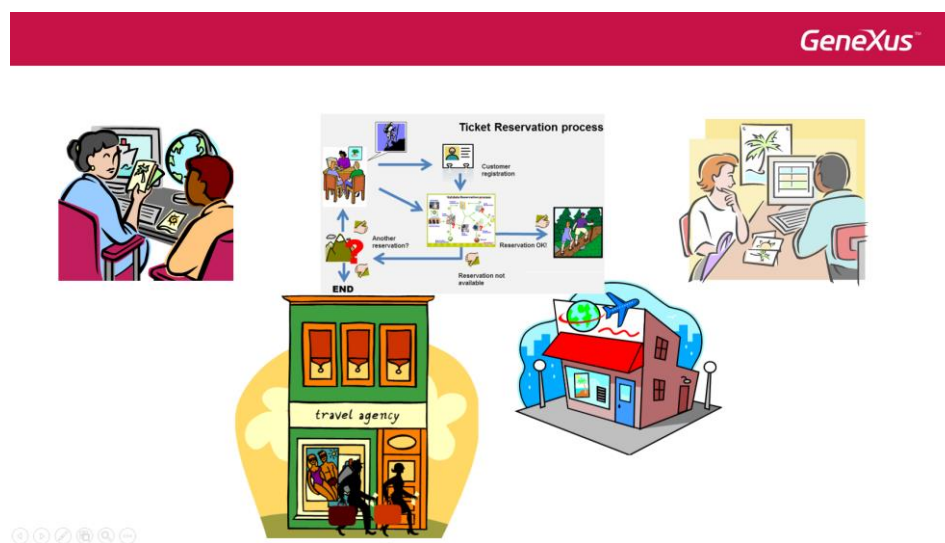 GeneXus™
Ticket Reservation process
Customer
registration
Another
reservation?
Reservation OK!
Reservation not
available
END
travel agency